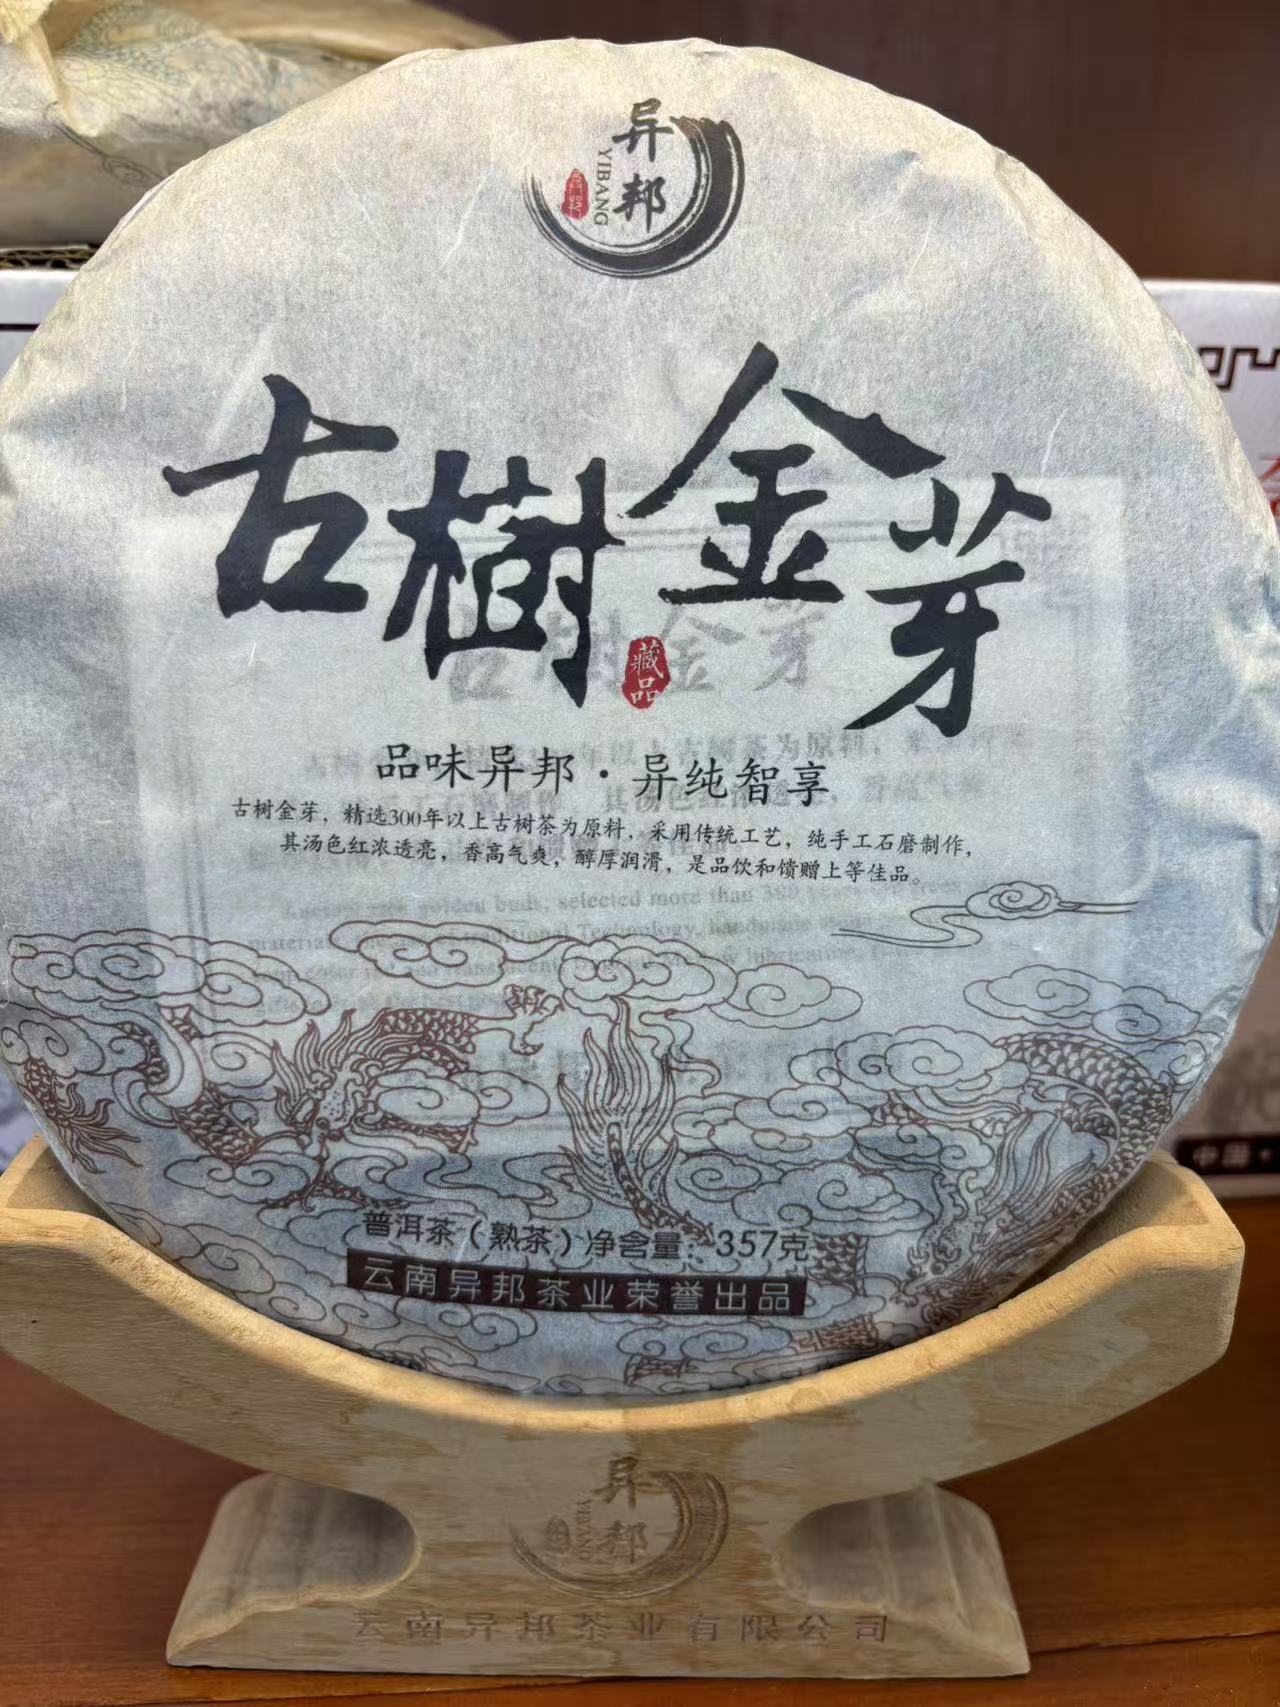 异邦
YIBANG
古樹金芽
藏品
品味异邦·异纯智享
古树金芽，精选300年以上古树茶为原料，采用传统工艺，纯手工石磨制作，
其汤色红浓透亮，香高气爽，醇厚润滑，是品饮和馈赠上等佳品。
普洱茶（熟茶）净含量：357克
云南异邦茶业荣誉出品
异邦
YIBANG
云南异邦茶业有限公司